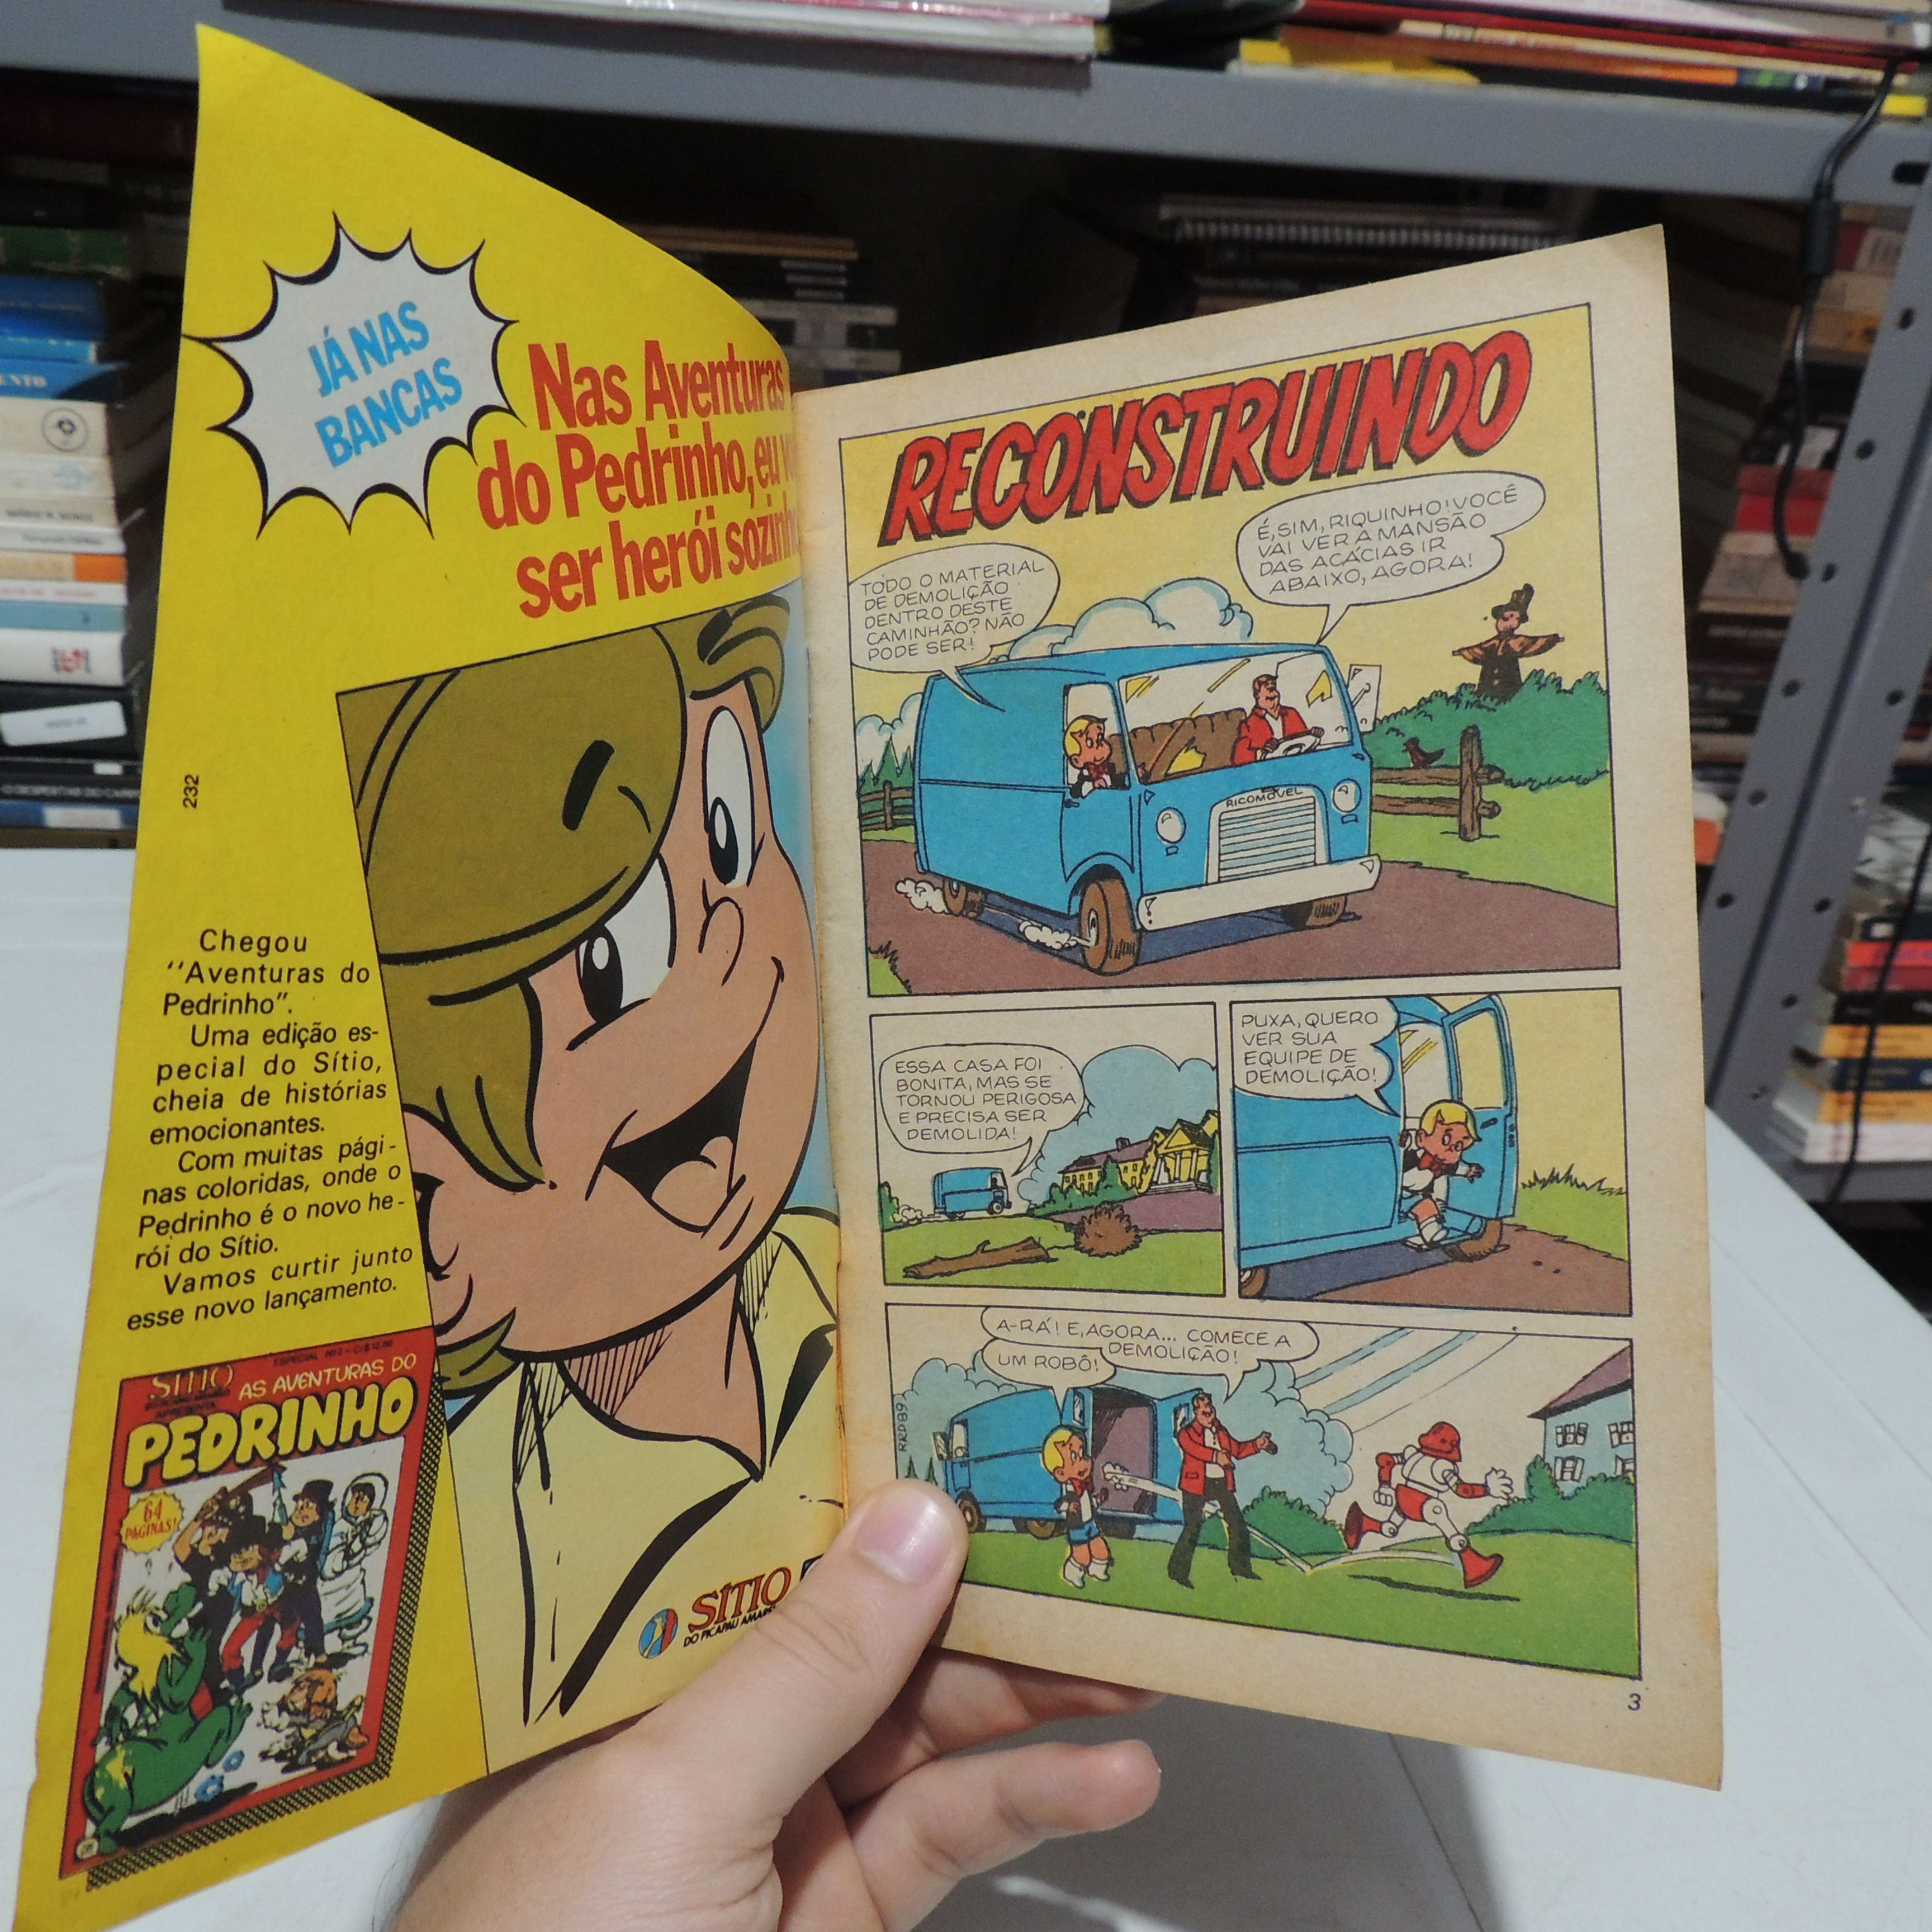 JÁ NAS
BANCAS
Nas Aventuras
do Pedrinho, eu
ser herói
232
Chegou
"Aventuras do
Pedrinho".
Uma edição es-
pecial do Sítio,
cheia de histórias
emocionantes.
Com muitas pági-
nas coloridas, onde o
Pedrinho é o novo he-
rói do Sítio.
Vamos curtir junto
esse novo lançamento.
SÍTIO
AS AVENTURAS DO
PEDRINHO
64
PÁGINAS!
SÍTIO
DO PICAPAU
RECONSTRUINDO
TODO O MATERIAL
DE DEMOLIÇÃO
DENTRO DESTE
CAMINHÃO? NÃO
PODE SER!
É, SIM, RIQUINHO! VOCÊ
VAI VER A MANSÃO
DAS ACÁCIAS IR
ABAIXO, AGORA!
RICOMÓVEL
ESSA CASA FOI
BONITA, MAS SE
TORNOU PERIGOSA
E PRECISA SER
DEMOLIDA!
PUXA, QUERO
VER SUA
EQUIPE DE
DEMOLIÇÃO!
A-RÁ! E, AGORA... COMECE A
DEMOLIÇÃO!
UM ROBÔ!
RRD89
3